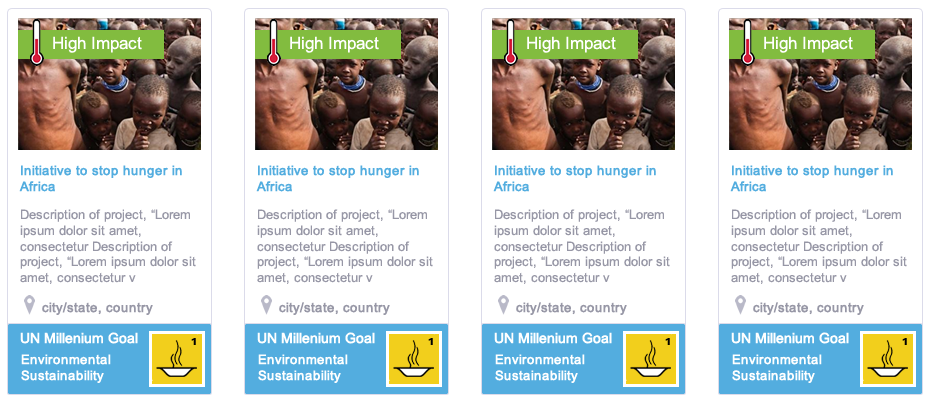 High Impact
Initiative to stop hunger in
Africa
Description of project, “Lorem
ipsum dolor sit amet,
consectetur Description of
project, “Lorem ipsum dolor sit
amet, consectetur v
city/state, country
UN Millenium Goal
Environmental
Sustainability
1
High Impact
Initiative to stop hunger in
Africa
Description of project, “Lorem
ipsum dolor sit amet,
consectetur Description of
project, “Lorem ipsum dolor sit
amet, consectetur v
city/state, country
UN Millenium Goal
Environmental
Sustainability
1
High Impact
Initiative to stop hunger in
Africa
Description of project, “Lorem
ipsum dolor sit amet,
consectetur Description of
project, “Lorem ipsum dolor sit
amet, consectetur v
city/state, country
UN Millenium Goal
Environmental
Sustainability
1
High Impact
Initiative to stop hunger in
Africa
Description of project, “Lorem
ipsum dolor sit amet,
consectetur Description of
project, “Lorem ipsum dolor sit
amet, consectetur v
city/state, country
UN Millenium Goal
Environmental
Sustainability
1